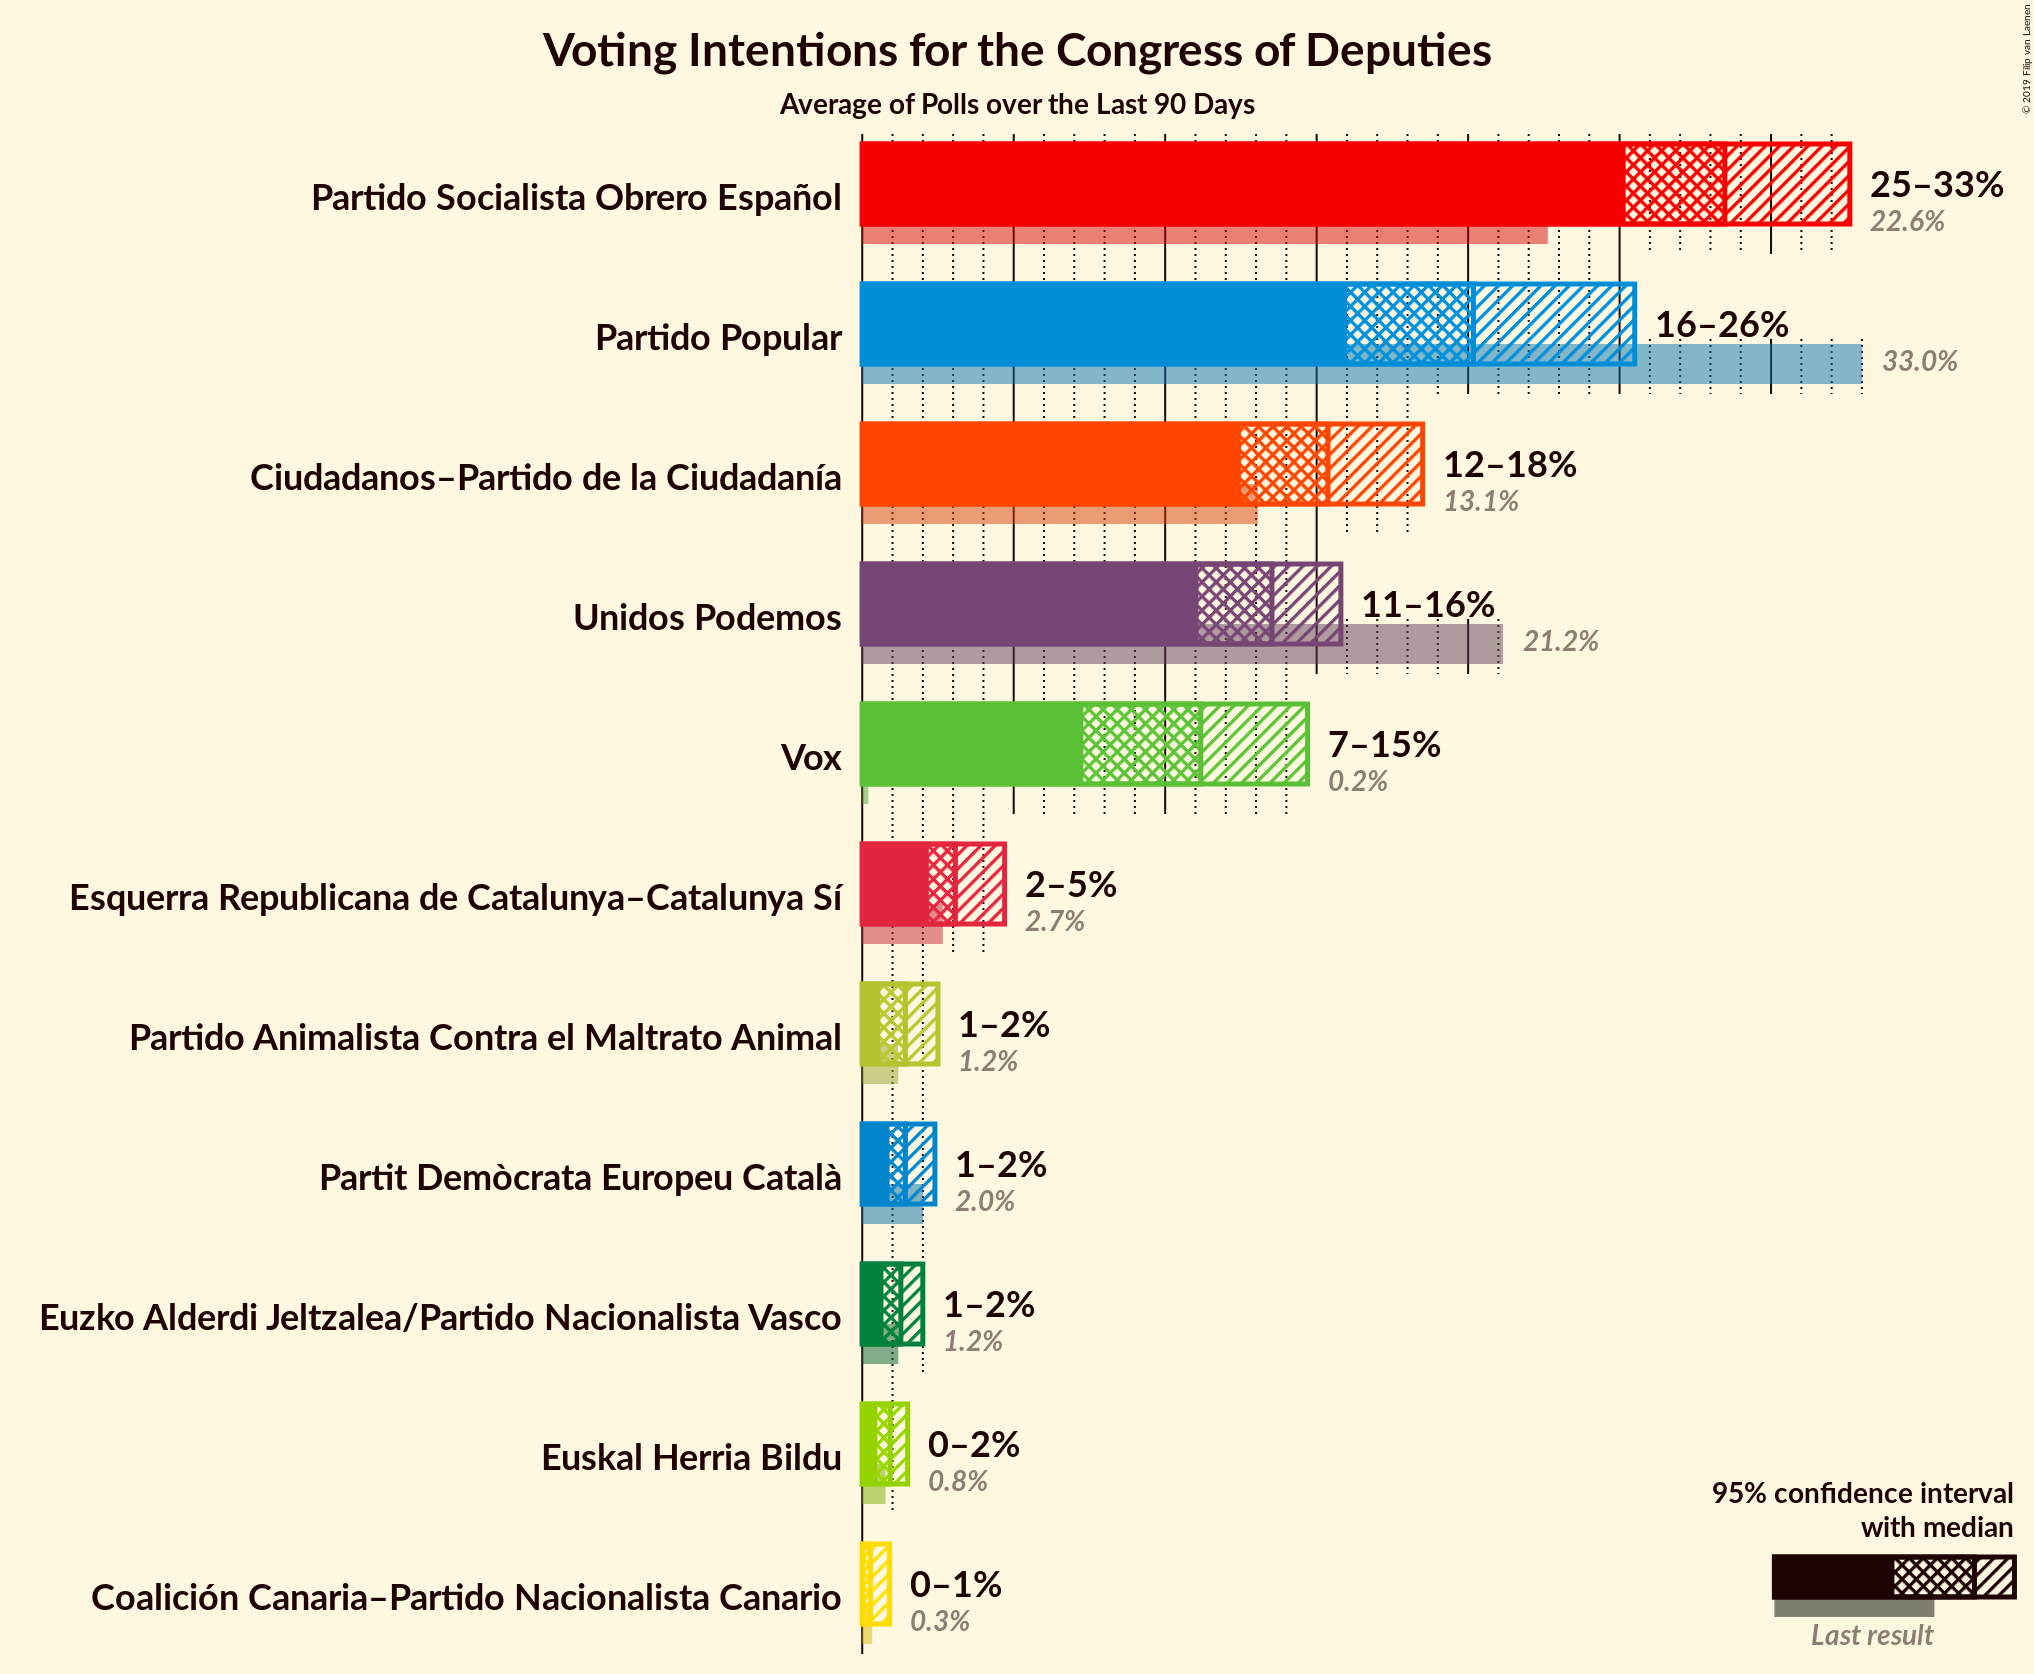 Voting Intentions for the Congress of Deputies
Average of Polls over the Last 90 Days
© 2019 Filip van Laenen
Partido Socialista Obrero Español
25–33%
22.6%
Partido Popular
16–26%
33.0%
Ciudadanos–Partido de la Ciudadanía
12–18%
13.1%
Unidos Podemos
11–16%
21.2%
Vox
7–15%
0.2%
Esquerra Republicana de Catalunya–Catalunya Sí
2–5%
2.7%
Partido Animalista Contra el Maltrato Animal
1–2%
1.2%
Partit Demòcrata Europeu Català
1–2%
2.0%
Euzko Alderdi Jeltzalea/Partido Nacionalista Vasco
1–2%
1.2%
Euskal Herria Bildu
0–2%
0.8%
Coalición Canaria–Partido Nacionalista Canario
0–1%
0.3%
95% confidence interval
with median
Last result